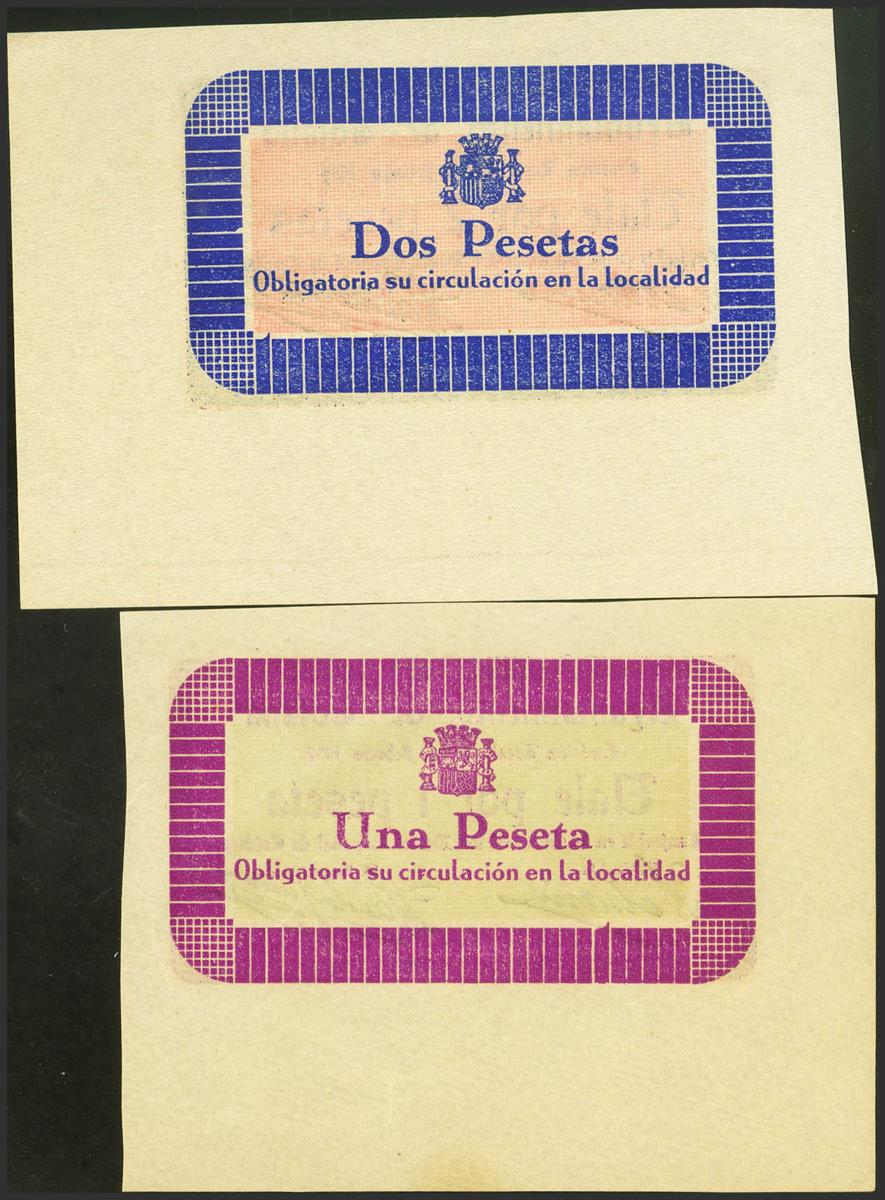 Dos Pesetas
Obligatoria su circulación en la localidad
Una Peseta
Obligatoria su circulación en la localidad